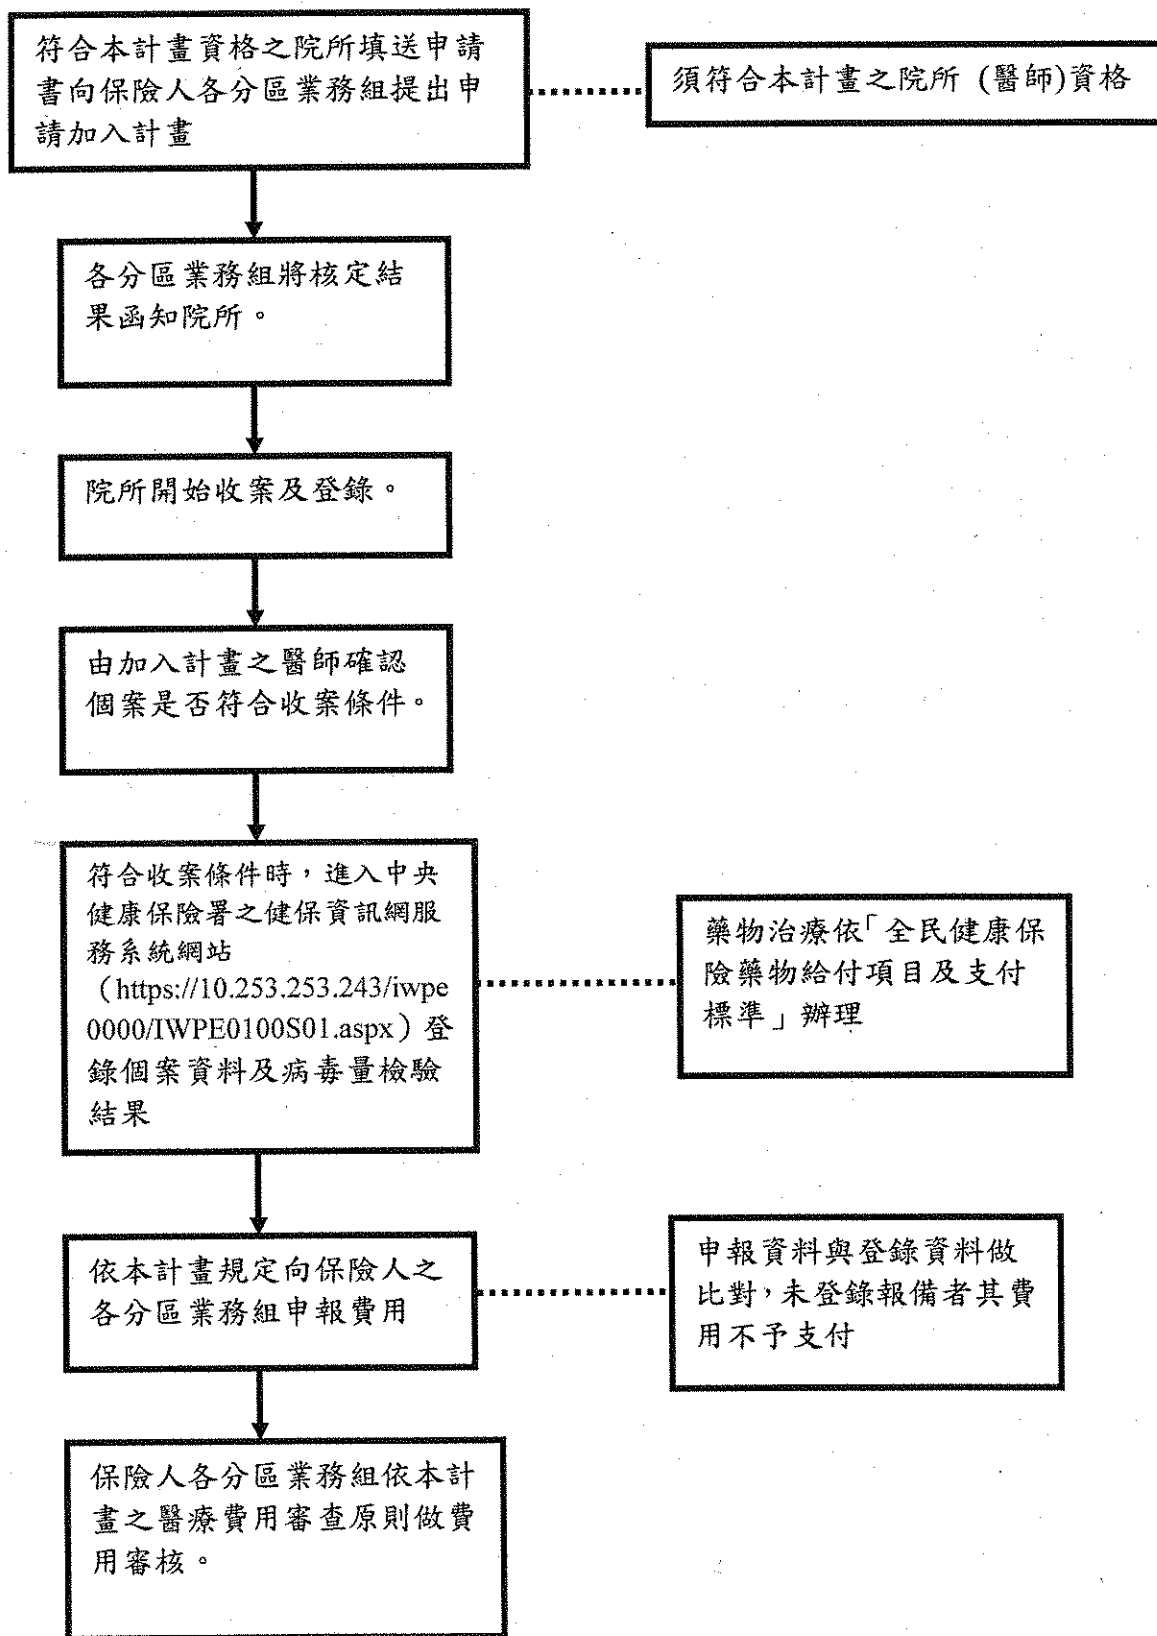 符合本計畫資格之院所填送申請
書向保險人各分區業務組提出申
請加入計畫
須符合本計畫之院所 (醫師)資格
各分區業務組將核定結
果函知院所。
院所開始收案及登錄。
由加入計畫之醫師確認
個案是否符合收案條件。
符合收案條件時，進入中央
健康保險署之健保資訊網服
務系統網站
（https://10.253.253.243/iwpe
0000/IWPE0100S01.aspx）登
錄個案資料及病毒量檢驗
結果
藥物治療依「全民健康保
險藥物給付項目及支付
標準」辦理
依本計畫規定向保險人之
各分區業務組申報費用
申報資料與登錄資料做
比對，未登錄報備者其費
用不予支付
保險人各分區業務組依本計
畫之醫療費用審查原則做費
用審核。